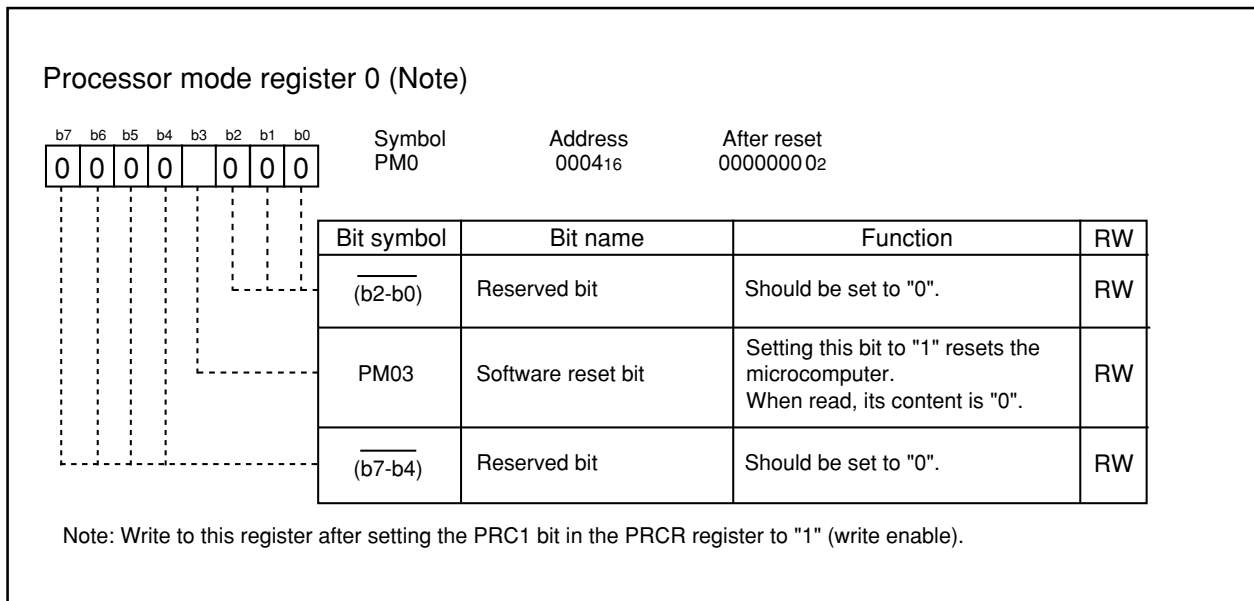 Processor mode register 0 (Note)
b7 b6 b5 b4 b3 b2 b1 b0
0 0 0 0 0 0 0
Symbol Address After reset
PM0 000416 000000002
Bit symbol Bit name Function RW
(b2-b0) Reserved bit Should be set to "0". RW
PM03 Software reset bit Setting this bit to "1" resets the
microcomputer.
When read, its content is "0". RW
(b7-b4) Reserved bit Should be set to "0". RW
Note: Write to this register after setting the PRC1 bit in the PRCR register to "1" (write enable).